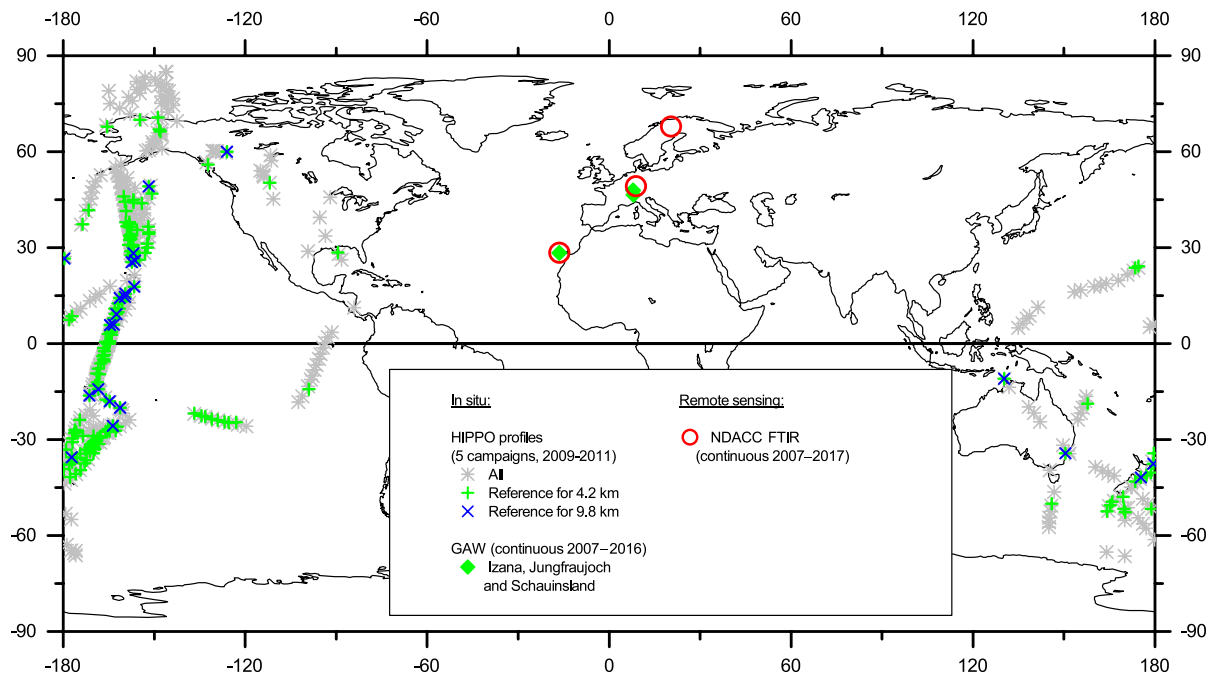 -180 -120 -60 0 60 120 180
90 90
60 60
30 30
0 0
-30 -30
-60 -60
-90 -90
In situ:
Remote sensing:
HIPPO profiles
(5 campaigns, 2009-2011)
All
Reference for 4.2 km
Reference for 9.8 km
NDACC FTIR
(continuous 2007–2017)
GAW (continuous 2007–2016)
Izana, Jungfraujoch
and Schauinsland
-180 -120 -60 0 60 120 180